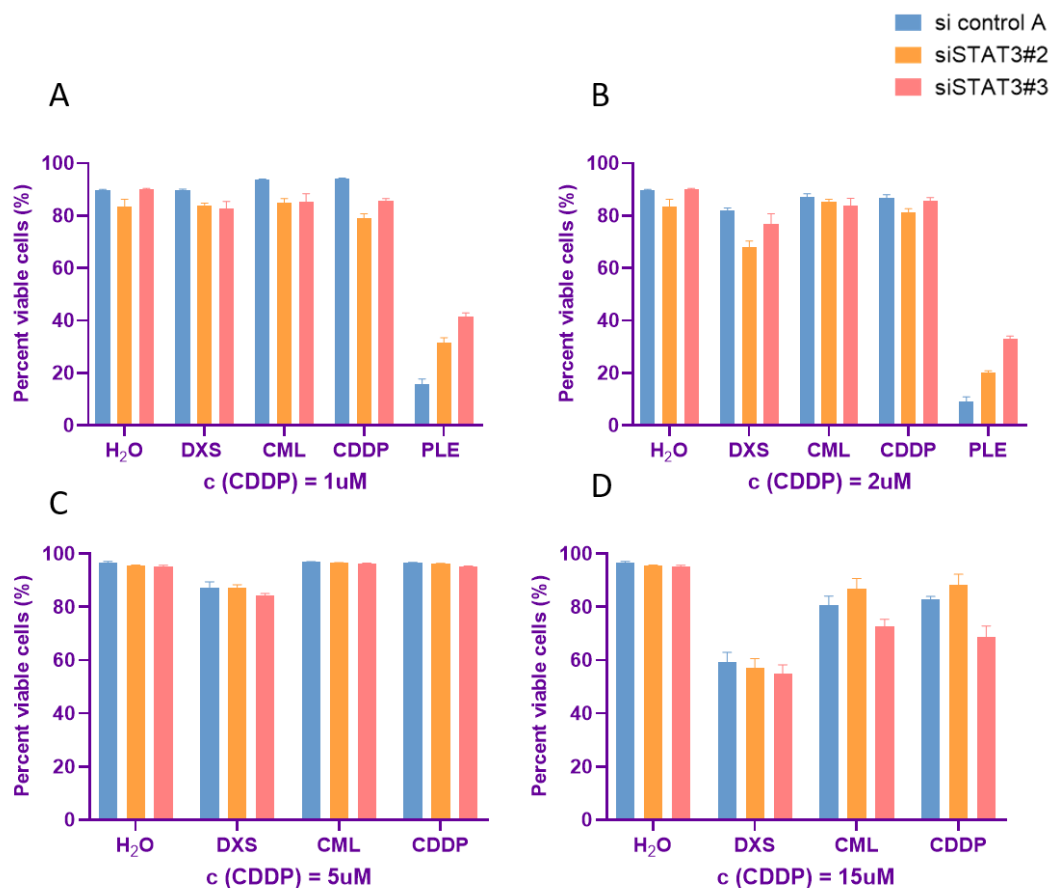 si control A
siSTAT3#2
siSTAT3#3
A
Percent viable cells (%)
100
80
60
40
20
0
H₂O DXS CML CDDP PLE
c (CDDP) = 1uM
B
Percent viable cells (%)
100
80
60
40
20
0
H₂O DXS CML CDDP PLE
c (CDDP) = 2uM
C
Percent viable cells (%)
100
80
60
40
20
0
H₂O DXS CML CDDP
c (CDDP) = 5uM
D
Percent viable cells (%)
100
80
60
40
20
0
H₂O DXS CML CDDP
c (CDDP) = 15uM